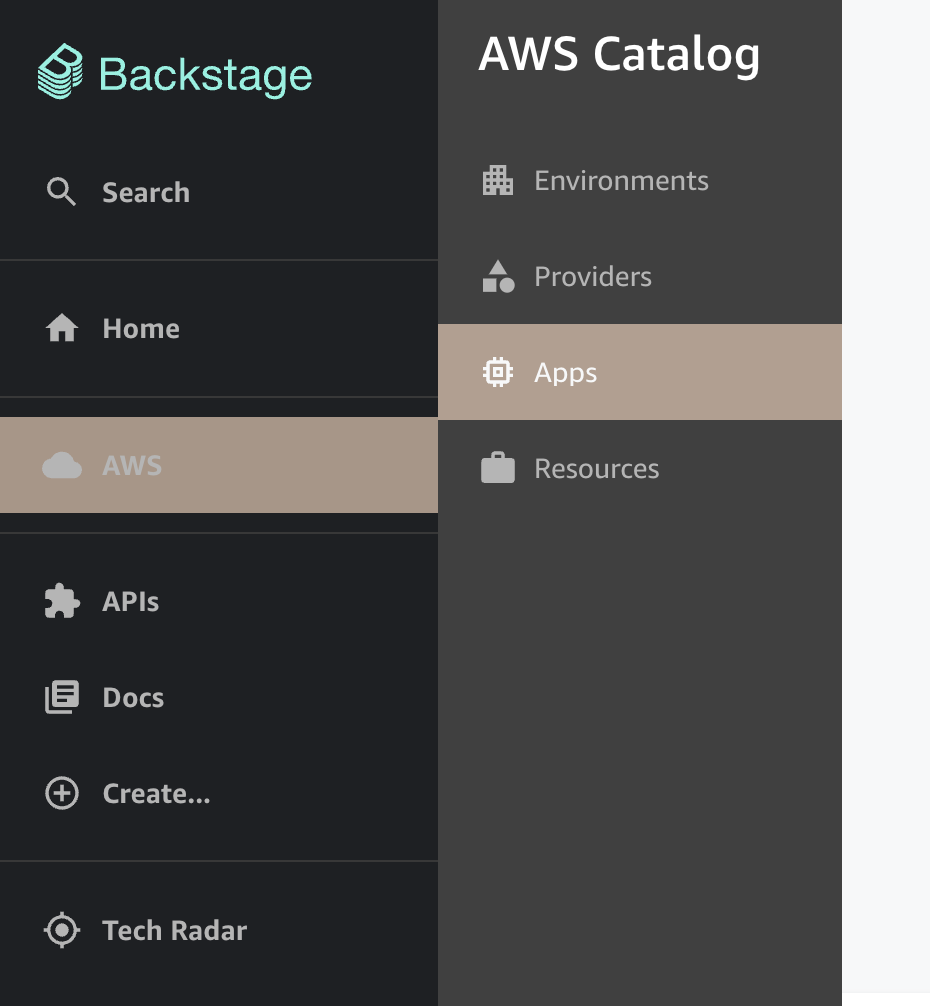 Backstage
Search
Home
AWS
APIs
Docs
Create...
Tech Radar
AWS Catalog
Environments
Providers
Apps
Resources